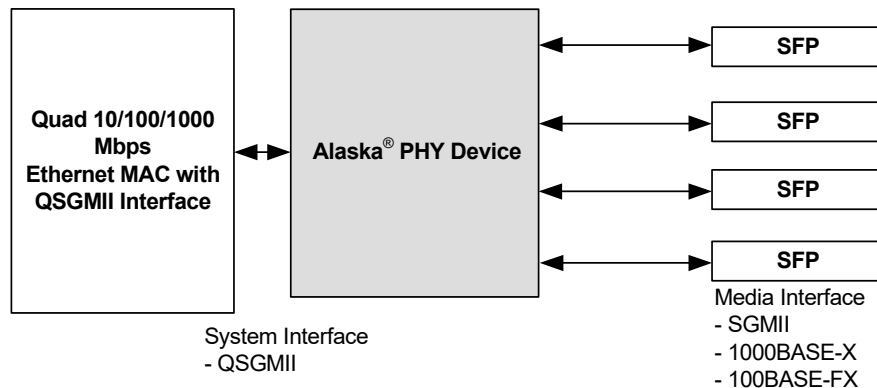 Quad 10/100/1000
Mbps
Ethernet MAC with
QSGMII Interface
Alaska® PHY Device
SFP
SFP
SFP
SFP
System Interface
- QSGMII
Media Interface
- SGMII
- 1000BASE-X
- 100BASE-FX